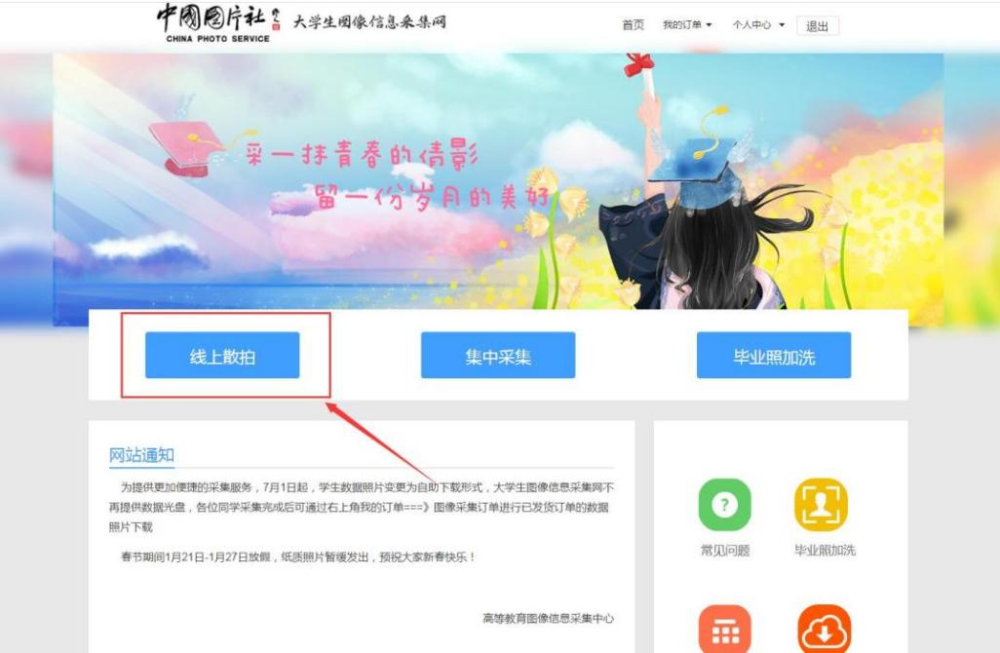 中國图片社
CHINA PHOTO SERVICE
大学生图像信息采集网
首页 我的订单 个人中心 退出
采一抹青春的倩影
留一份岁月的美好
线上散拍 集中采集 毕业照加洗
网站通知
为提供更加便捷的采集服务，7月1日起，学生数据照片变更为自助下载形式，大学生图像信息采集网不
再提供数据光盘，各位同学采集完成后可通过右上角我的订单===》图像采集订单进行已发货订单的数据
照片下载
春节期间1月21日-1月27日放假，纸质照片暂缓发出，预祝大家新春快乐！
高等教育图像信息采集中心
常见问题 毕业照加洗